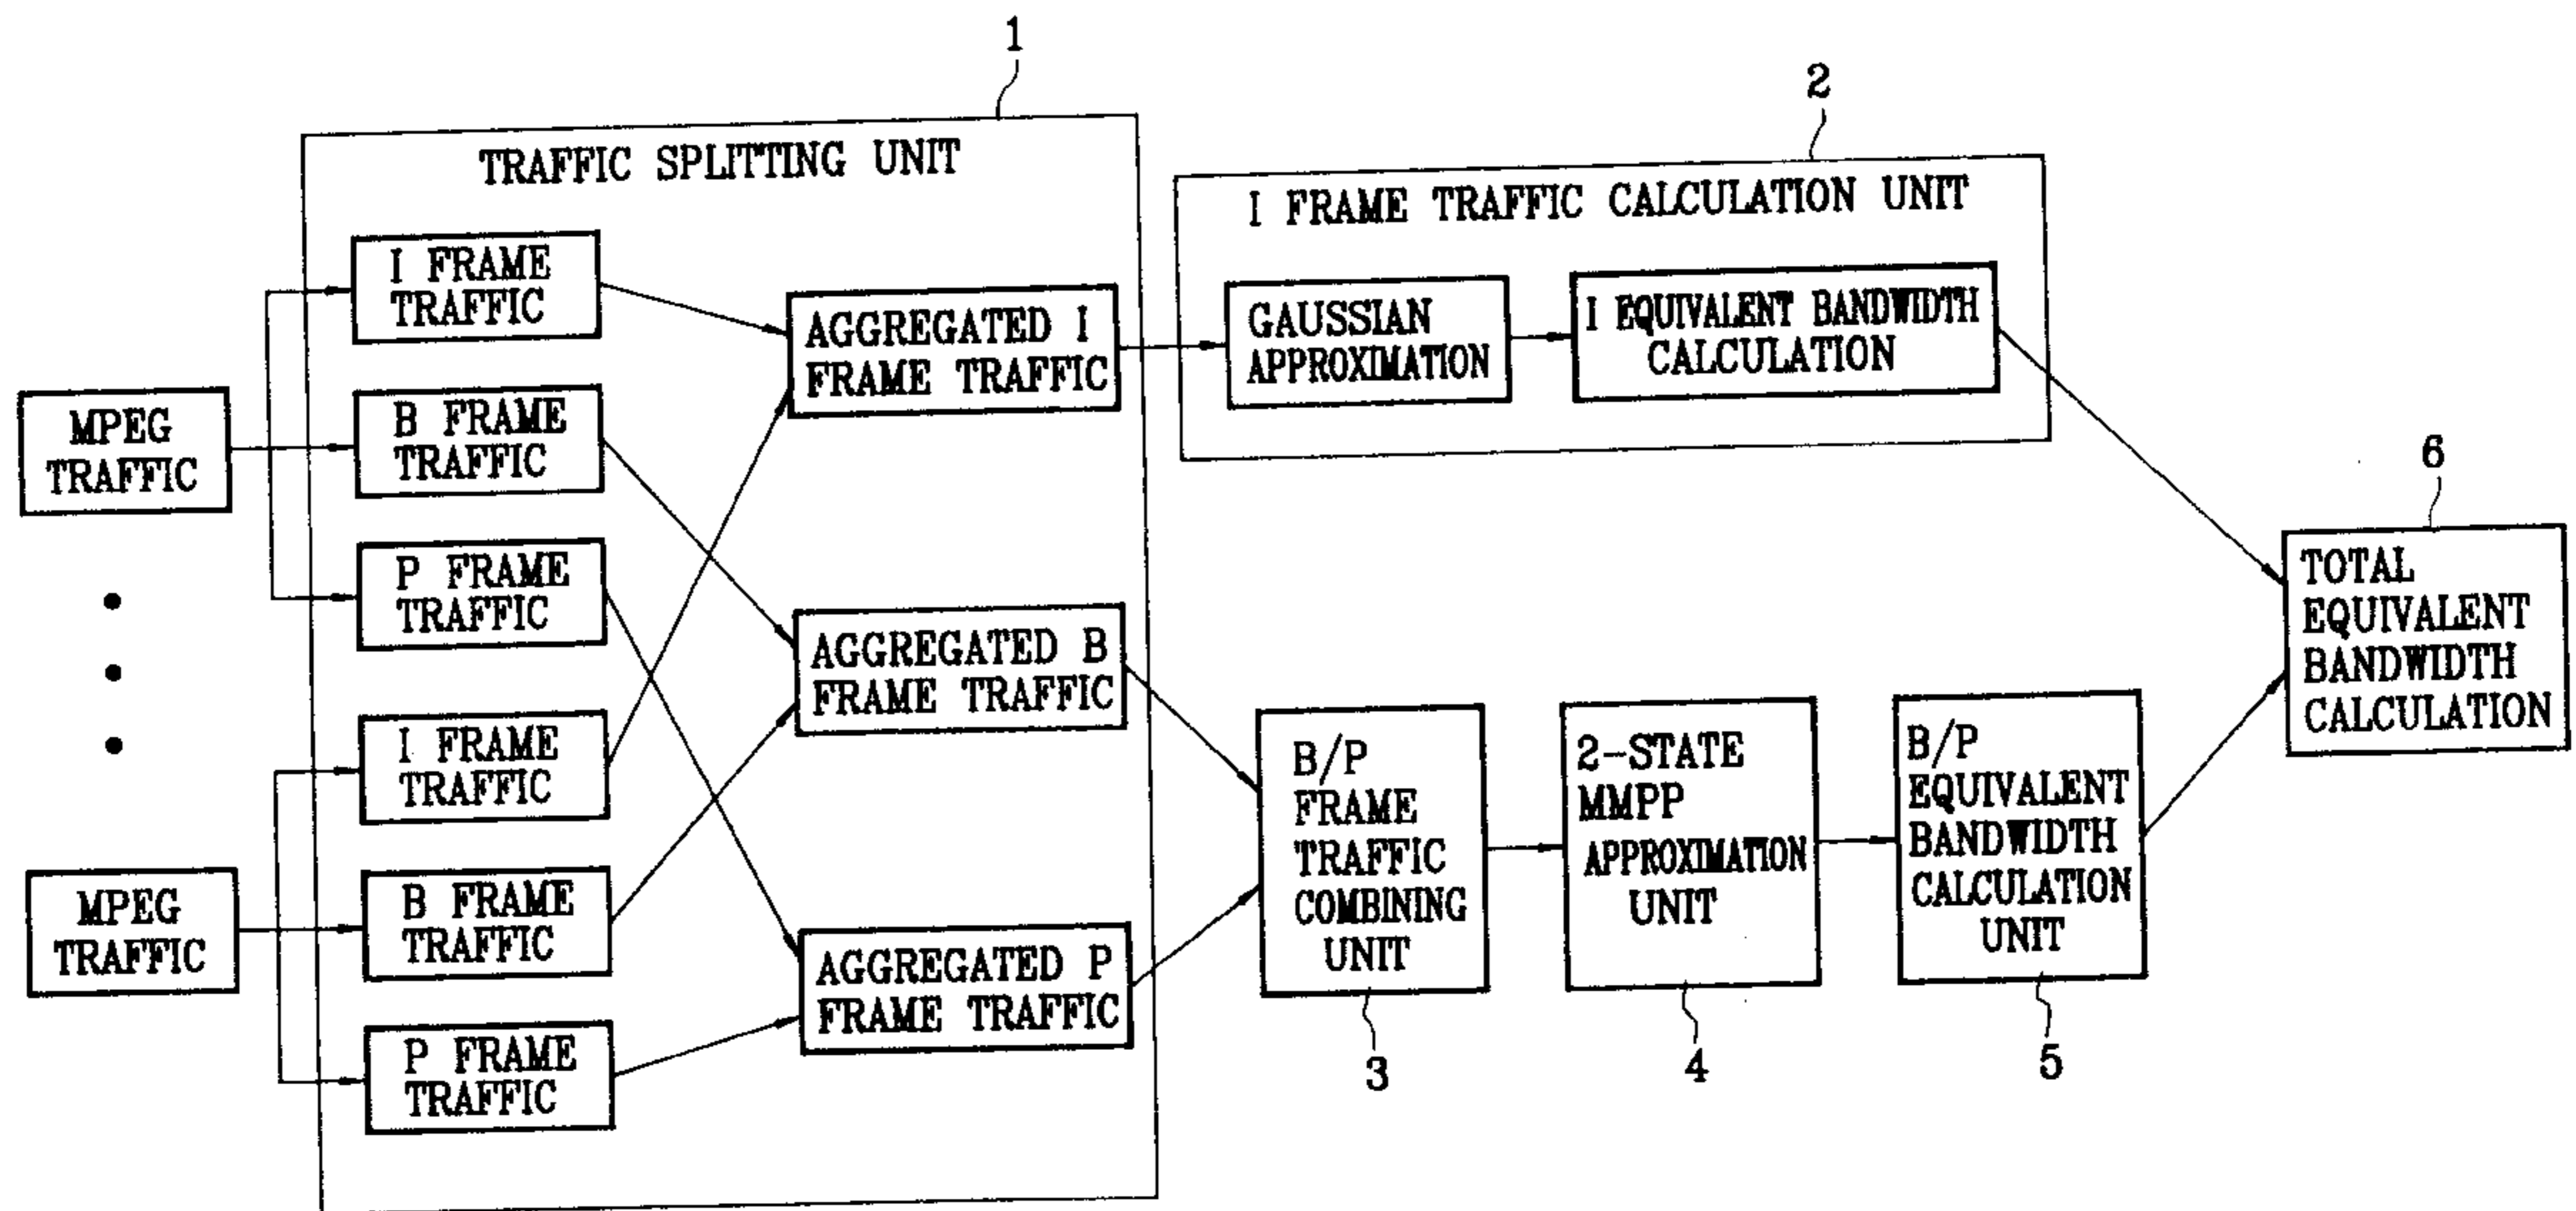 1
2
TRAFFIC SPLITTING UNIT
I FRAME TRAFFIC CALCULATION UNIT
MPEG
TRAFFIC
I FRAME
TRAFFIC
B FRAME
TRAFFIC
P FRAME
TRAFFIC
MPEG
TRAFFIC
I FRAME
TRAFFIC
B FRAME
TRAFFIC
P FRAME
TRAFFIC
AGGREGATED I
FRAME TRAFFIC
AGGREGATED B
FRAME TRAFFIC
AGGREGATED P
FRAME TRAFFIC
GAUSSIAN
APPROXIMATION
I EQUIVALENT BANDWIDTH
CALCULATION
B/P
FRAME
TRAFFIC
COMBINING
UNIT
3
2-STATE
MMPP
APPROXIMATION
UNIT
4
B/P
EQUIVALENT
BANDWIDTH
CALCULATION
UNIT
5
6
TOTAL
EQUIVALENT
BANDWIDTH
CALCULATION